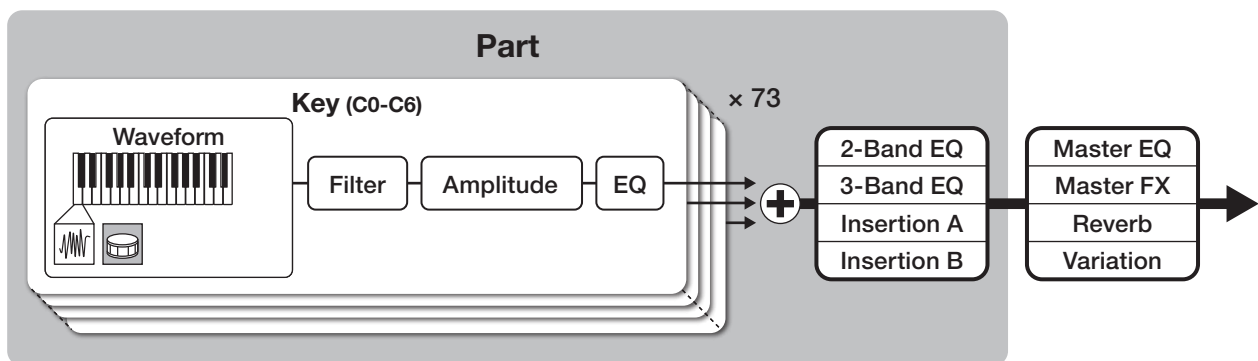 Part
Key (C0-C6)
× 73
Waveform
Filter
Amplitude
EQ
2-Band EQ
3-Band EQ
Insertion A
Insertion B
Master EQ
Master FX
Reverb
Variation